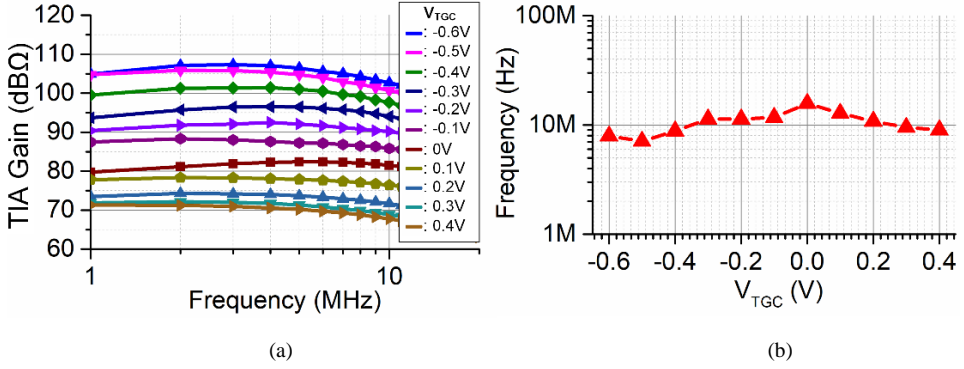 120
110
100
90
80
70
60
TIA Gain (dBΩ)
1
10
Frequency (MHz)
V_TGC
: -0.6V
: -0.5V
: -0.4V
: -0.3V
: -0.2V
: -0.1V
: 0V
: 0.1V
: 0.2V
: 0.3V
: 0.4V
(a)
100M
10M
1M
Frequency (Hz)
-0.6
-0.4
-0.2
0.0
0.2
0.4
V_TGC (V)
(b)